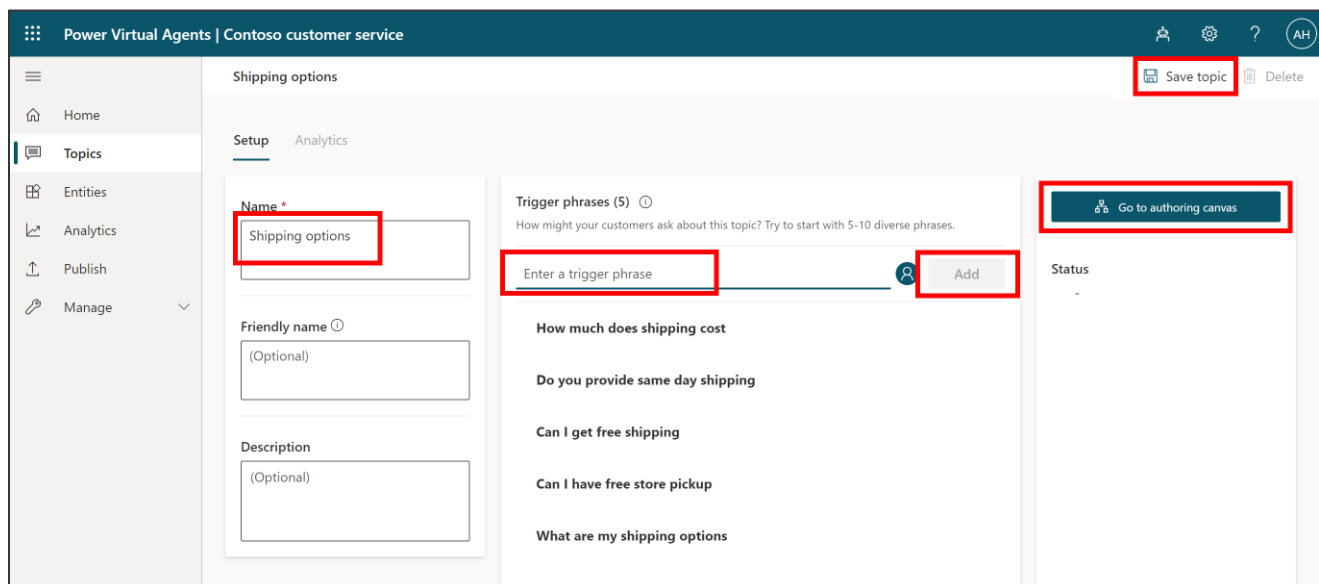 Power Virtual Agents | Contoso customer service
?
AH
Shipping options
Save topic
Delete
Home
Topics
Entities
Analytics
Publish
Manage
Setup
Analytics
Name *
Shipping options
Friendly name
(Optional)
Description
(Optional)
Trigger phrases (5)
How might your customers ask about this topic? Try to start with 5-10 diverse phrases.
Enter a trigger phrase
Add
How much does shipping cost
Do you provide same day shipping
Can I get free shipping
Can I have free store pickup
What are my shipping options
Go to authoring canvas
Status
-